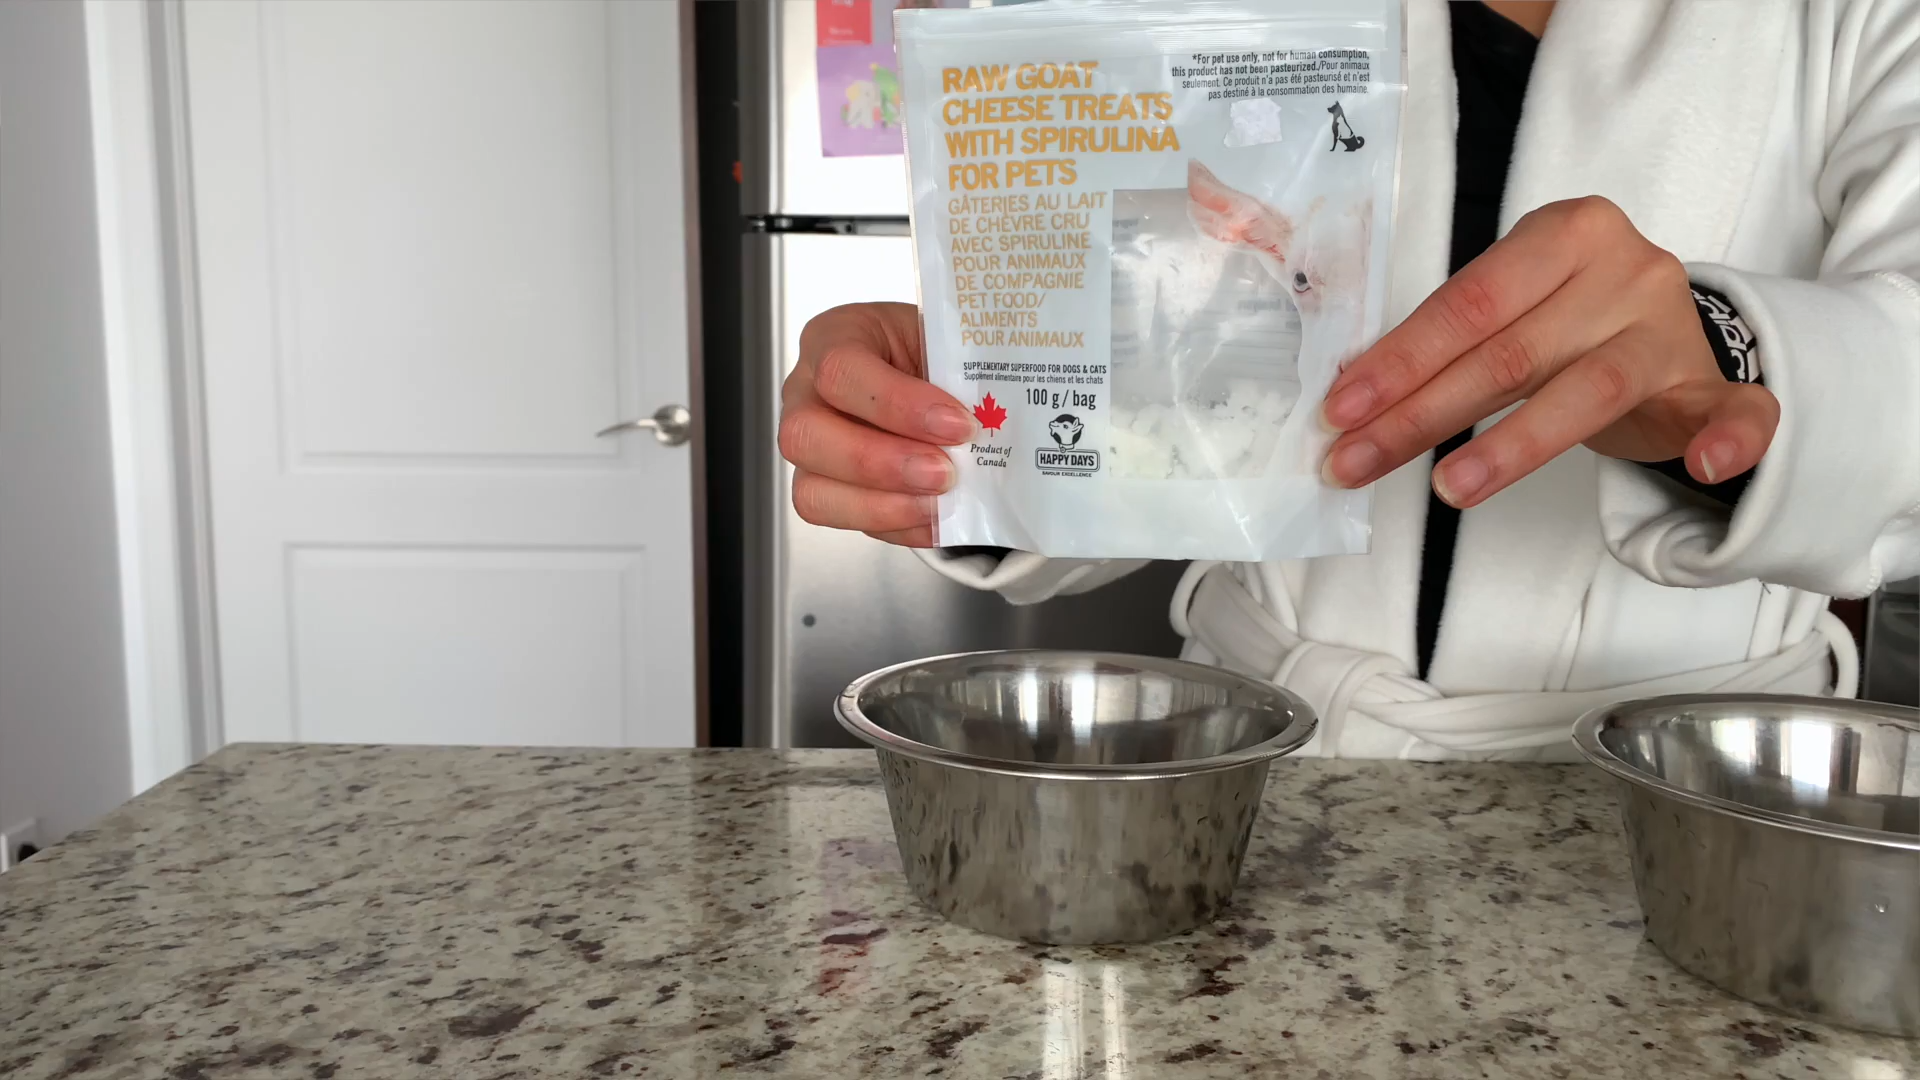 RAW GOAT
CHEESE TREATS
WITH SPIRULINA
FOR PETS
GÂTERIES AU LAIT
DE CHÈVRE CRU
AVEC SPIRULINE
POUR ANIMAUX
DE COMPAGNIE
PET FOOD/
ALIMENTS
POUR ANIMAUX
SUPPLEMENTARY SUPERFOOD FOR DOGS & CATS
Supplément alimentaire pour les chiens et les chats
100 g / bag
Product of
Canada
HAPPY DAYS
SAVOUR EXCELLENCE
*For pet use only, not for human consumption,
this product has not been pasteurized./Pour animaux
seulement. Ce produit n'a pas été pasteurisé et n'est
pas destiné à la consommation des humaine.